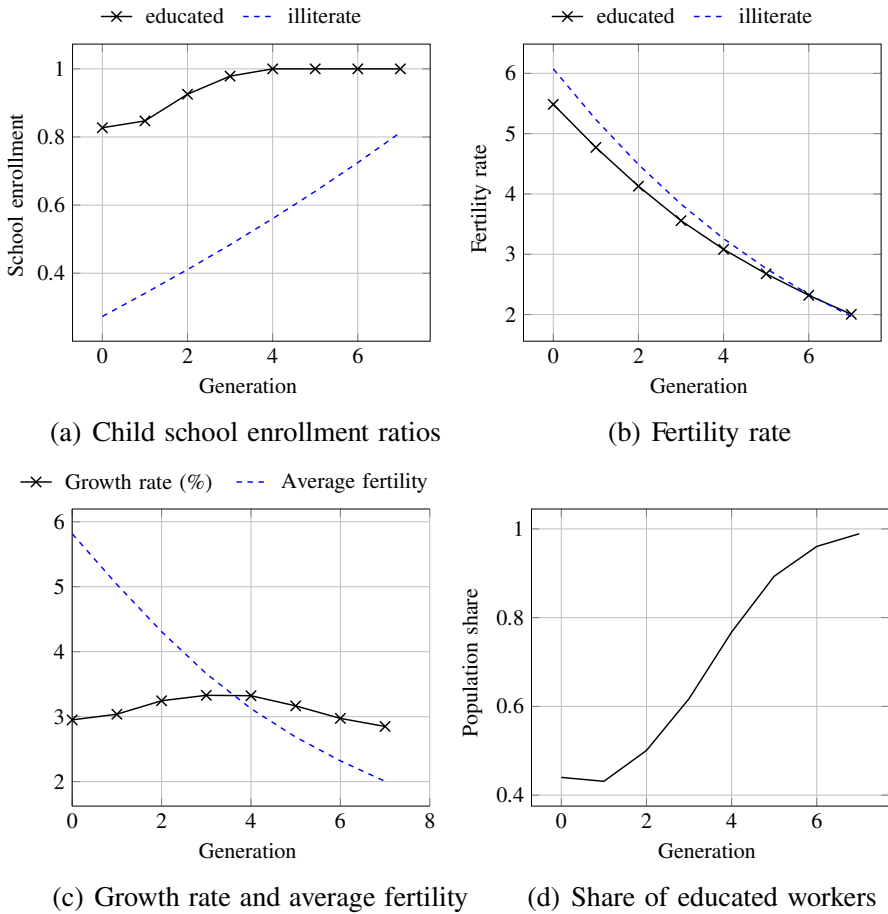 educated illiterate
educated illiterate
1
0.8
0.6
0.4
School enrollment
0 2 4 6
Generation
(a) Child school enrollment ratios
6
5
4
3
2
Fertility rate
0 2 4 6
Generation
(b) Fertility rate
Growth rate (%) Average fertility
6
5
4
3
2
0 2 4 6 8
Generation
(c) Growth rate and average fertility
1
0.8
0.6
0.4
Population share
0 2 4 6
Generation
(d) Share of educated workers